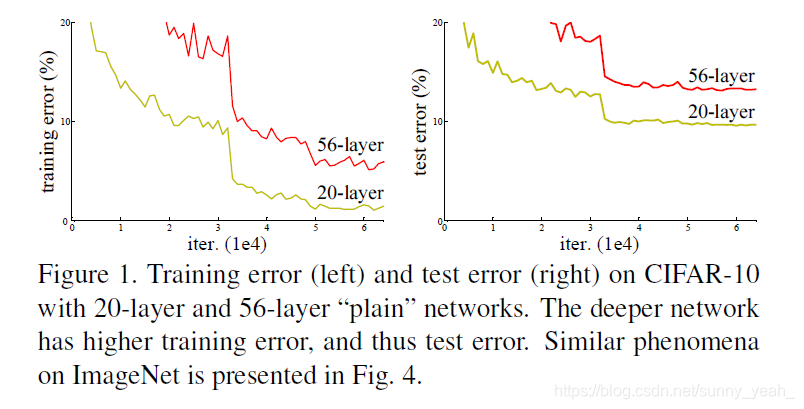 20
10
0
training error (%)
56-layer
20-layer
0 1 2 3 4 5 6
iter. (1e4)
20
10
0
test error (%)
56-layer
20-layer
0 1 2 3 4 5 6
iter. (1e4)
Figure 1. Training error (left) and test error (right) on CIFAR-10
with 20-layer and 56-layer “plain” networks. The deeper network
has higher training error, and thus test error. Similar phenomena
on ImageNet is presented in Fig. 4.
https://blog.csdn.net/sunny_yeah_